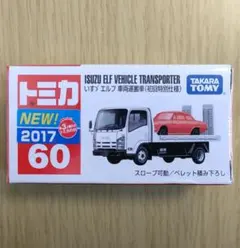 トミカ
ISUZU ELF VEHICLE TRANSPORTER
いすゞ エルフ 車両運搬車(初回特別仕様)
TAKARA TOMY
NEW!
2017
60
スロープ可動/パレット積み下ろし